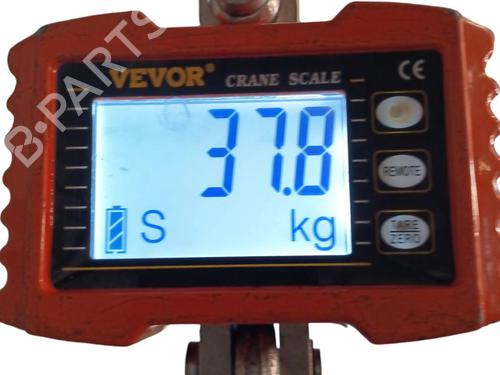 VEVOR®
CRANE SCALE
CE
37.8
REMOTE
S kg
TARE
ZERO
B-PARTS